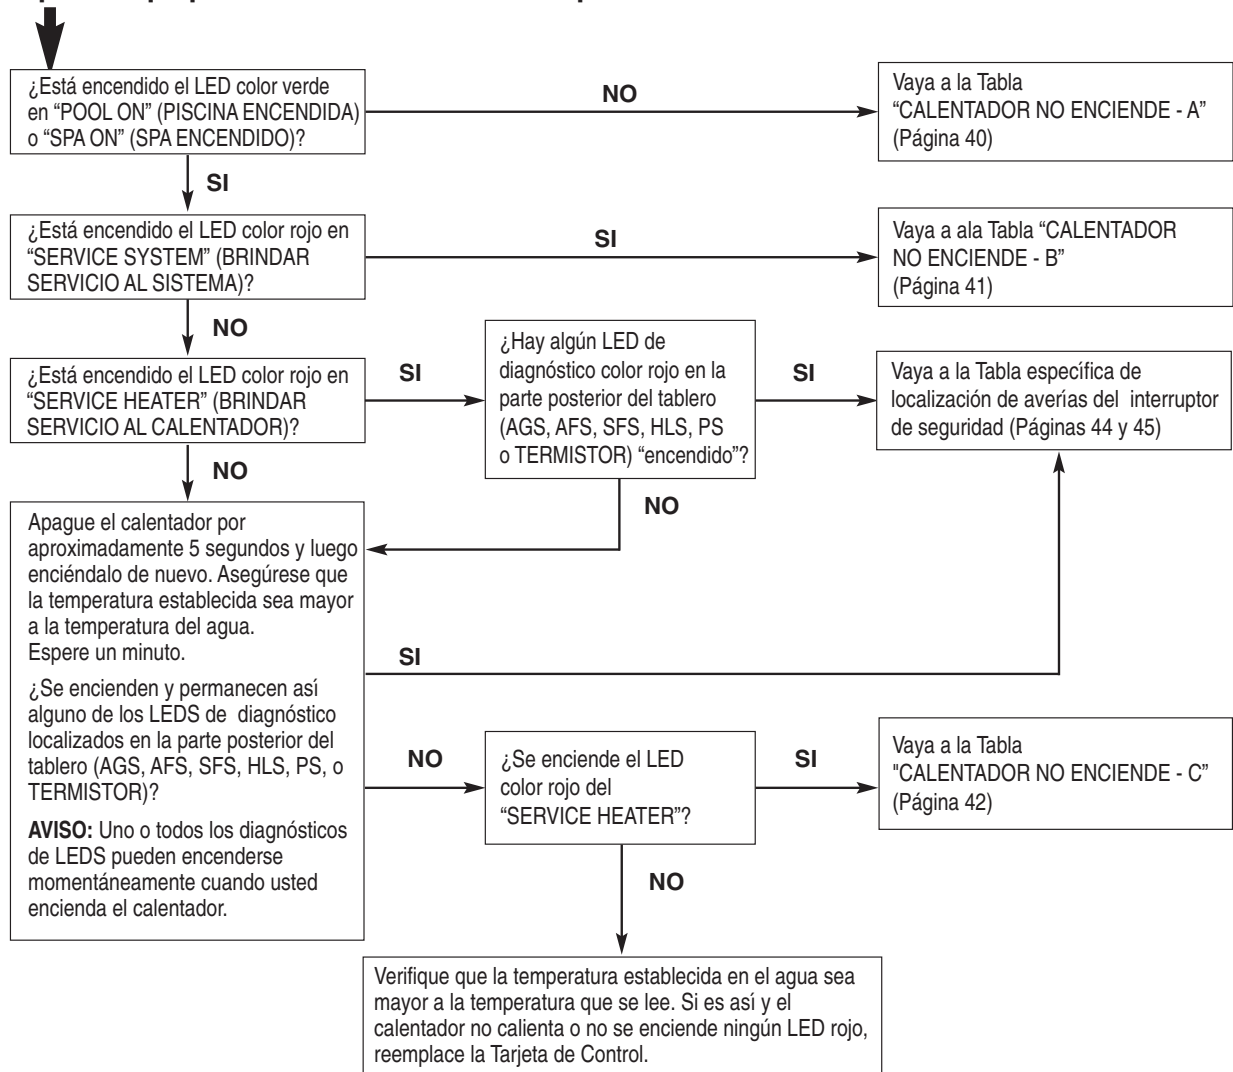 ¿Está encendido el LED color verde
en “POOL ON” (PISCINA ENCENDIDA)
o “SPA ON” (SPA ENCENDIDO)?
NO
Vaya a la Tabla
“CALENTADOR NO ENCIENDE - A”
(Página 40)
SI
¿Está encendido el LED color rojo en
“SERVICE SYSTEM” (BRINDAR
SERVICIO AL SISTEMA)?
SI
Vaya a ala Tabla “CALENTADOR
NO ENCIENDE - B”
(Página 41)
NO
¿Está encendido el LED color rojo en
“SERVICE HEATER” (BRINDAR
SERVICIO AL CALENTADOR)?
SI
¿Hay algún LED de
diagnóstico color rojo en la
parte posterior del tablero
(AGS, AFS, SFS, HLS, PS
o TERMISTOR) “encendido”?
SI
Vaya a la Tabla específica de
localización de averías del interruptor
de seguridad (Páginas 44 y 45)
NO
NO
Apague el calentador por
aproximadamente 5 segundos y luego
enciéndalo de nuevo. Asegúrese que
la temperatura establecida sea mayor
a la temperatura del agua.
Espere un minuto.
SI
¿Se encienden y permanecen así
alguno de los LEDS de diagnóstico
localizados en la parte posterior del
tablero (AGS, AFS, SFS, HLS, PS, o
TERMISTOR)?
AVISO: Uno o todos los diagnósticos
de LEDS pueden encenderse
momentáneamente cuando usted
encienda el calentador.
NO
¿Se enciende el LED
color rojo del
“SERVICE HEATER”?
SI
Vaya a la Tabla
"CALENTADOR NO ENCIENDE - C”
(Página 42)
NO
Verifique que la temperatura establecida en el agua sea
mayor a la temperatura que se lee. Si es así y el
calentador no calienta o no se enciende ningún LED rojo,
reemplace la Tarjeta de Control.